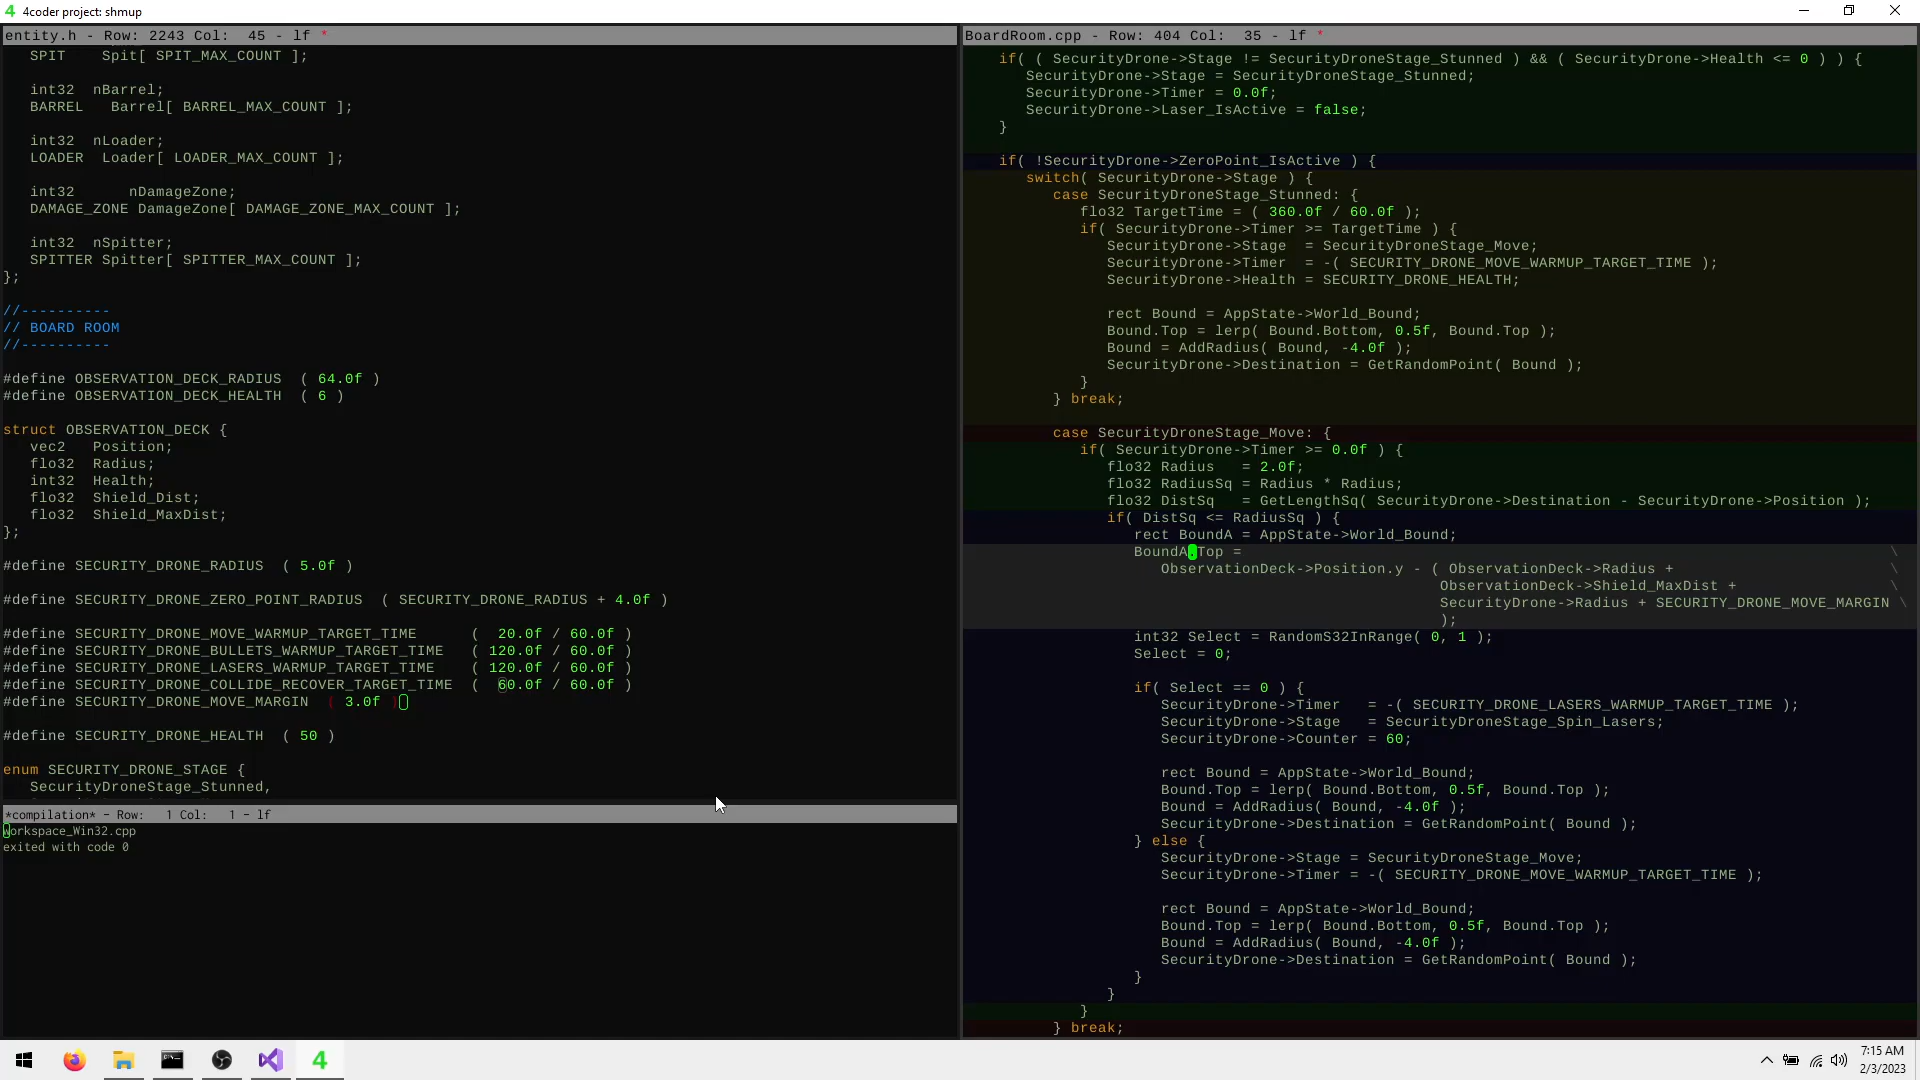 4 4coder project: shmup
entity.h - Row: 2243 Col:  45 - lf *
   SPIT    Spit[ SPIT_MAX_COUNT ];
   int32  nBarrel;
   BARREL   Barrel[ BARREL_MAX_COUNT ];
   int32  nLoader;
   LOADER  Loader[ LOADER_MAX_COUNT ];
   int32      nDamageZone;
   DAMAGE_ZONE DamageZone[ DAMAGE_ZONE_MAX_COUNT ];
   int32  nSpitter;
   SPITTER Spitter[ SPITTER_MAX_COUNT ];
};
//----------
// BOARD ROOM
//----------
#define OBSERVATION_DECK_RADIUS  ( 64.0f )
#define OBSERVATION_DECK_HEALTH  ( 6 )
struct OBSERVATION_DECK {
   vec2   Position;
   flo32  Radius;
   int32  Health;
   flo32  Shield_Dist;
   flo32  Shield_MaxDist;
};
#define SECURITY_DRONE_RADIUS  ( 5.0f )
#define SECURITY_DRONE_ZERO_POINT_RADIUS  ( SECURITY_DRONE_RADIUS + 4.0f )
#define SECURITY_DRONE_MOVE_WARMUP_TARGET_TIME      (  20.0f / 60.0f )
#define SECURITY_DRONE_BULLETS_WARMUP_TARGET_TIME   ( 120.0f / 60.0f )
#define SECURITY_DRONE_LASERS_WARMUP_TARGET_TIME    ( 120.0f / 60.0f )
#define SECURITY_DRONE_COLLIDE_RECOVER_TARGET_TIME  (  60.0f / 60.0f )
#define SECURITY_DRONE_MOVE_MARGIN  ( 3.0f )
#define SECURITY_DRONE_HEALTH  ( 50 )
enum SECURITY_DRONE_STAGE {
   SecurityDroneStage_Stunned,
*compilation* - Row:   1 Col:   1 - lf
workspace_Win32.cpp
exited with code 0
BoardRoom.cpp - Row: 404 Col:  35 - lf *
if( ( SecurityDrone->Stage != SecurityDroneStage_Stunned ) && ( SecurityDrone->Health <= 0 ) ) {
   SecurityDrone->Stage = SecurityDroneStage_Stunned;
   SecurityDrone->Timer = 0.0f;
   SecurityDrone->Laser_IsActive = false;
}
if( !SecurityDrone->ZeroPoint_IsActive ) {
   switch( SecurityDrone->Stage ) {
      case SecurityDroneStage_Stunned: {
         flo32 TargetTime = ( 360.0f / 60.0f );
         if( SecurityDrone->Timer >= TargetTime ) {
            SecurityDrone->Stage  = SecurityDroneStage_Move;
            SecurityDrone->Timer  = -( SECURITY_DRONE_MOVE_WARMUP_TARGET_TIME );
            SecurityDrone->Health = SECURITY_DRONE_HEALTH;
            rect Bound = AppState->World_Bound;
            Bound.Top = lerp( Bound.Bottom, 0.5f, Bound.Top );
            Bound = AddRadius( Bound, -4.0f );
            SecurityDrone->Destination = GetRandomPoint( Bound );
         }
      } break;
      case SecurityDroneStage_Move: {
         if( SecurityDrone->Timer >= 0.0f ) {
            flo32 Radius   = 2.0f;
            flo32 RadiusSq = Radius * Radius;
            flo32 DistSq   = GetLengthSq( SecurityDrone->Destination - SecurityDrone->Position );
            if( DistSq <= RadiusSq ) {
               rect BoundA = AppState->World_Bound;
               BoundA.Top = \
                  ObservationDeck->Position.y - ( ObservationDeck->Radius + \
                                                 ObservationDeck->Shield_MaxDist + \
                                                 SecurityDrone->Radius + SECURITY_DRONE_MOVE_MARGIN \
                                                 );
               int32 Select = RandomS32InRange( 0, 1 );
               Select = 0;
               if( Select == 0 ) {
                  SecurityDrone->Timer   = -( SECURITY_DRONE_LASERS_WARMUP_TARGET_TIME );
                  SecurityDrone->Stage   = SecurityDroneStage_Spin_Lasers;
                  SecurityDrone->Counter = 60;
                  rect Bound = AppState->World_Bound;
                  Bound.Top = lerp( Bound.Bottom, 0.5f, Bound.Top );
                  Bound = AddRadius( Bound, -4.0f );
                  SecurityDrone->Destination = GetRandomPoint( Bound );
               } else {
                  SecurityDrone->Stage = SecurityDroneStage_Move;
                  SecurityDrone->Timer = -( SECURITY_DRONE_MOVE_WARMUP_TARGET_TIME );
                  rect Bound = AppState->World_Bound;
                  Bound.Top = lerp( Bound.Bottom, 0.5f, Bound.Top );
                  Bound = AddRadius( Bound, -4.0f );
                  SecurityDrone->Destination = GetRandomPoint( Bound );
               }
            }
         }
      } break;
4
7:15 AM
2/3/2023